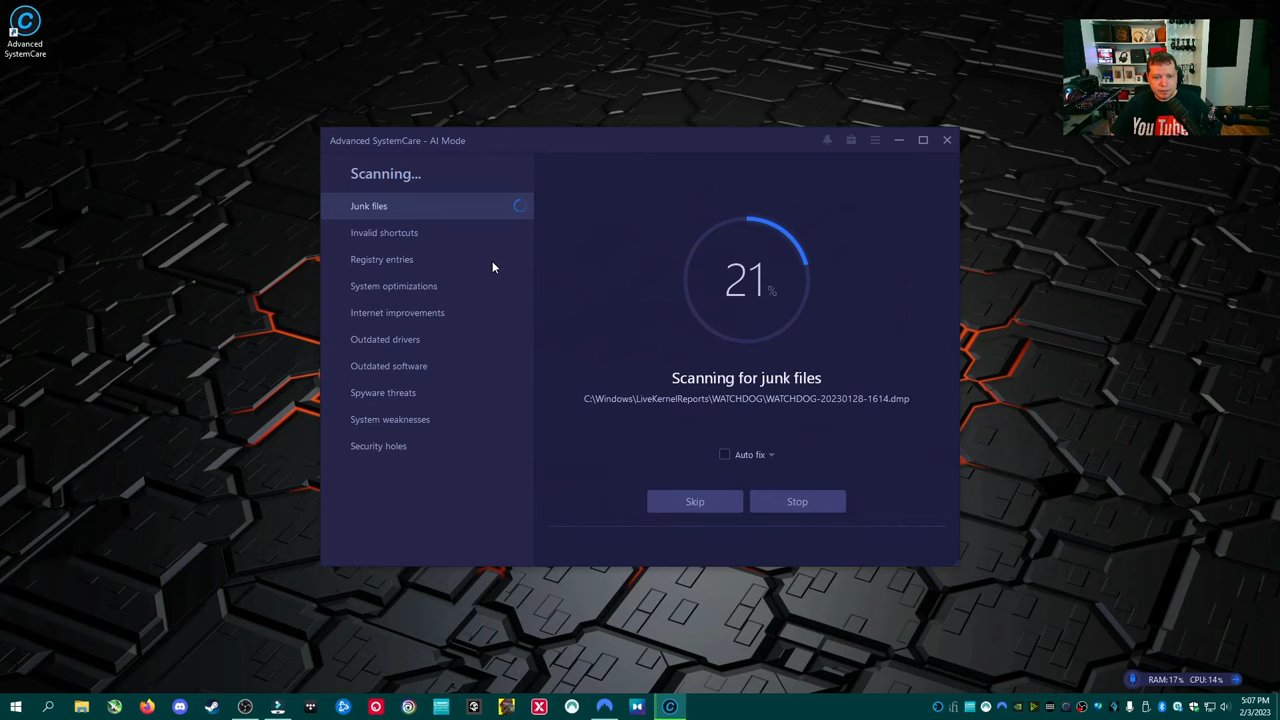 Advanced
SystemCare
You Tube
Advanced SystemCare - AI Mode
Scanning...
Junk files
Invalid shortcuts
Registry entries
System optimizations
Internet improvements
Outdated drivers
Outdated software
Spyware threats
System weaknesses
Security holes
21%
Scanning for junk files
C:\Windows\LiveKernelReports\WATCHDOG\WATCHDOG-20230128-1614.dmp
Auto fix
Skip
Stop
RAM: 17% CPU: 14%
5:07 PM
2/3/2023